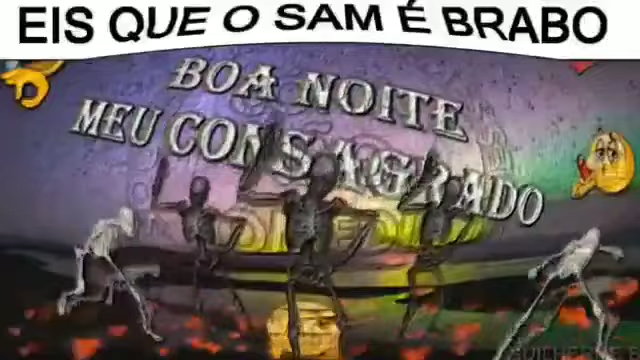 EIS QUE O SAM É BRABO
BOA NOITE
MEU CONSAGRADO